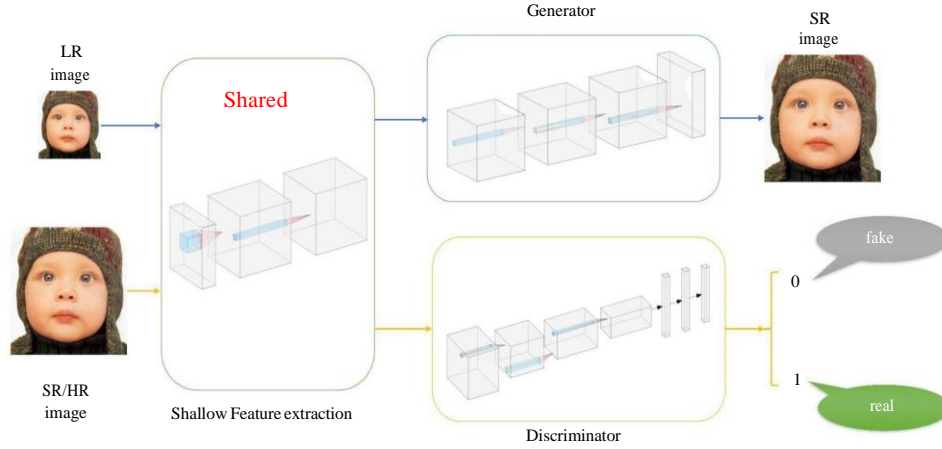 Generator
SR
image
LR
image
Shared
fake
0
1
real
SR/HR
image
Shallow Feature extraction
Discriminator